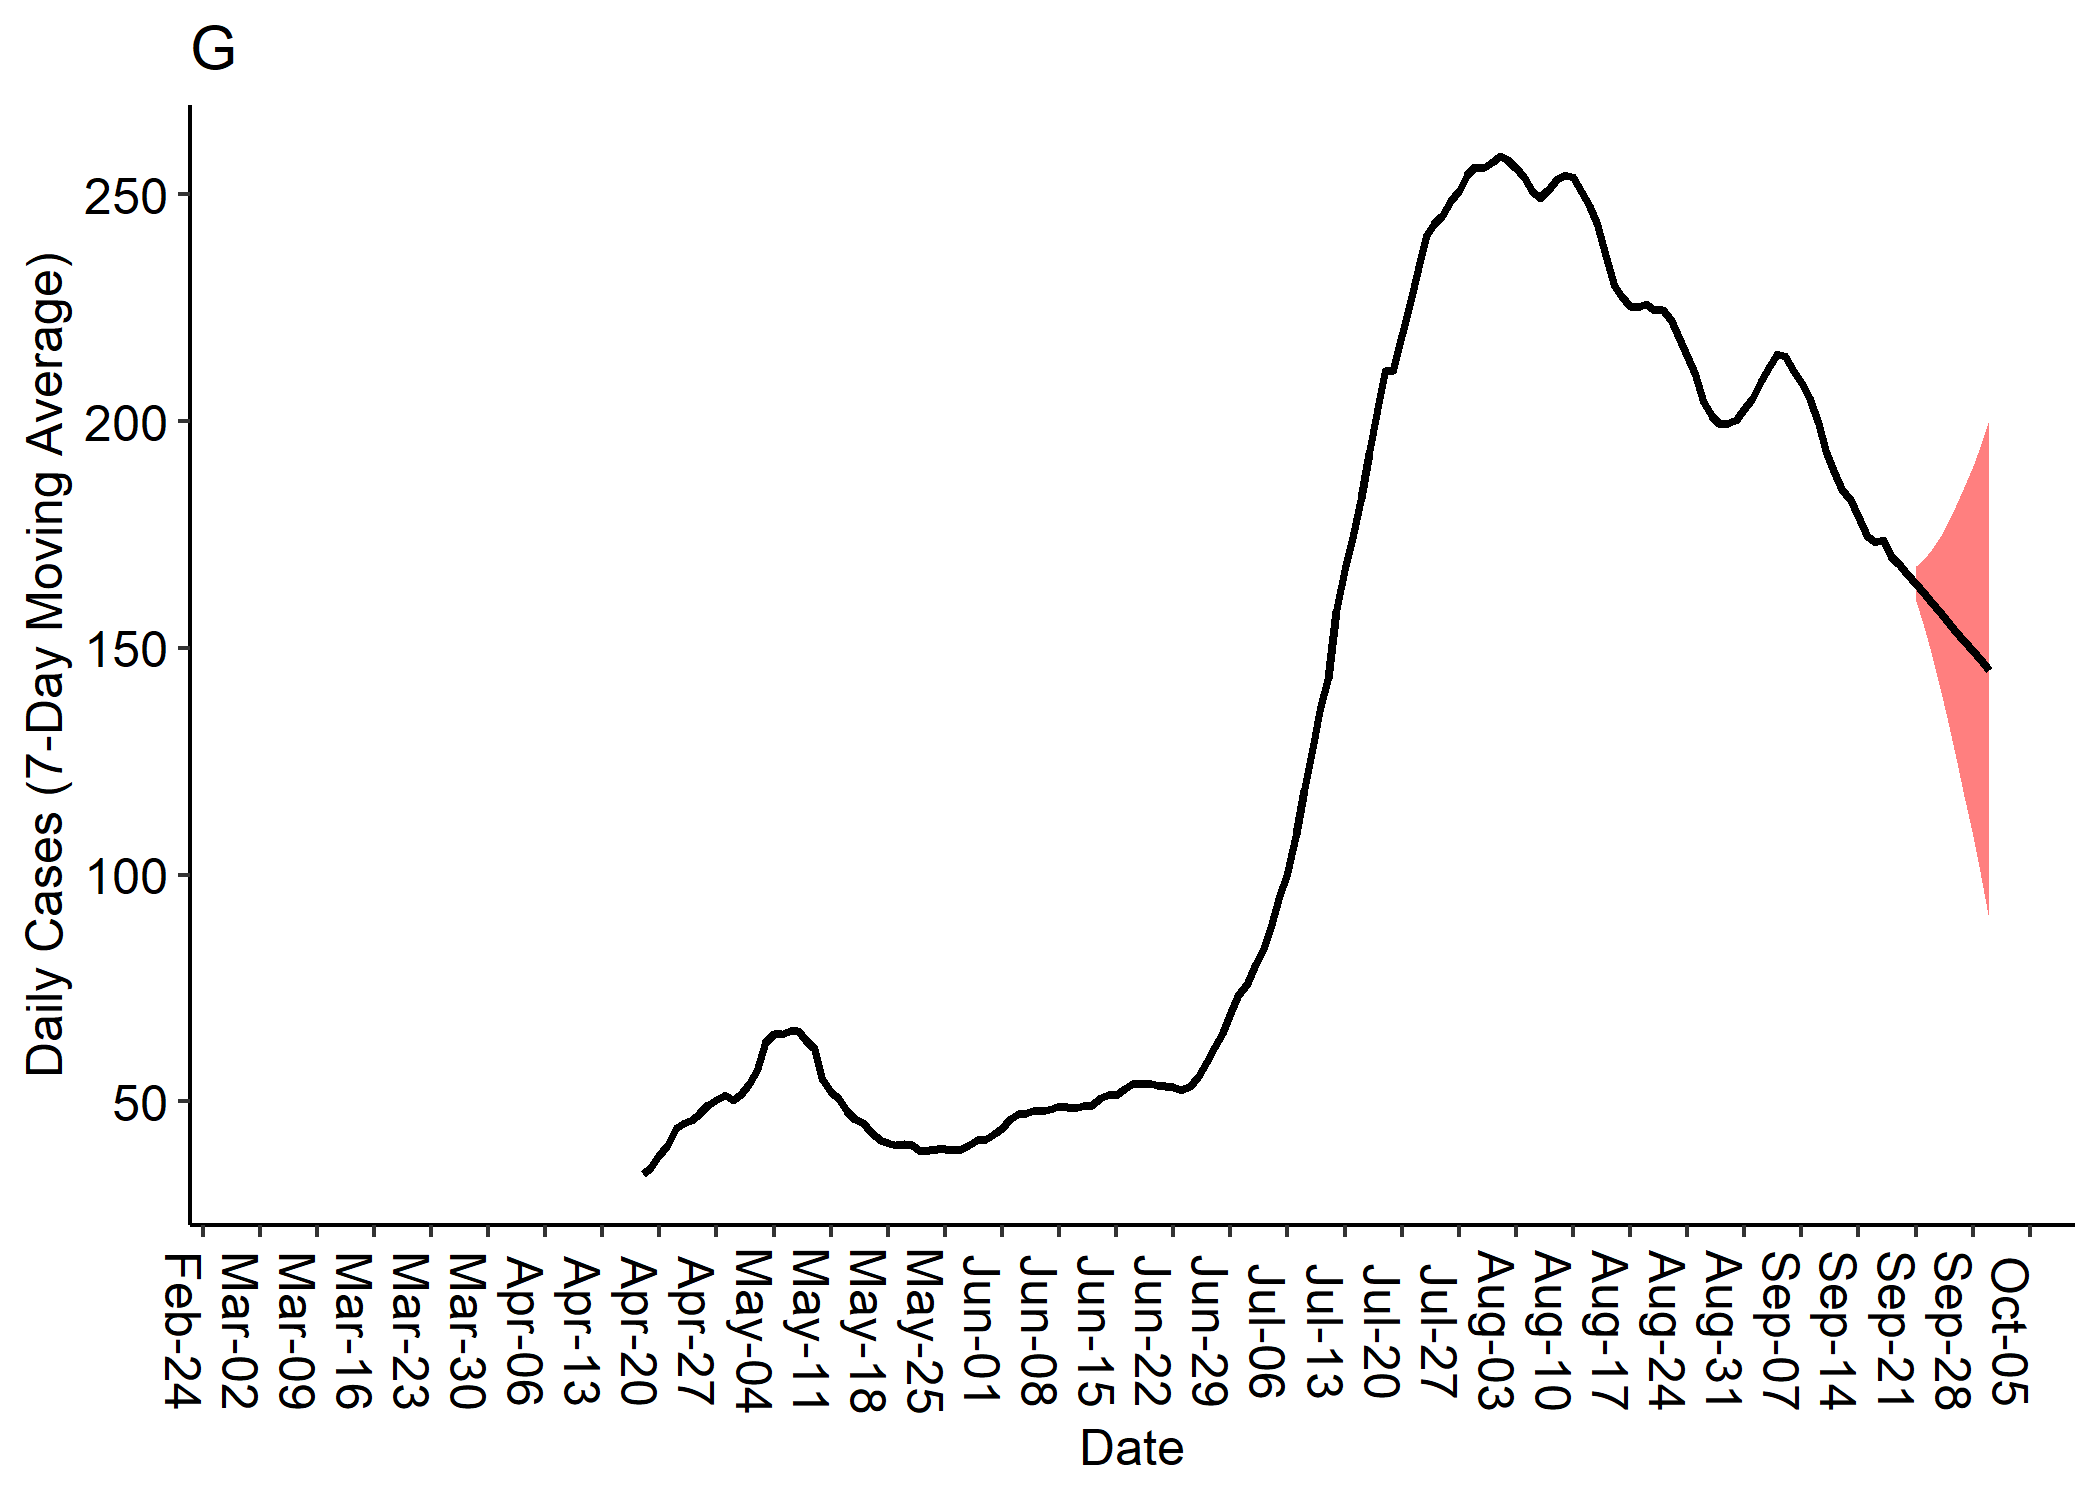 G
Daily Cases (7-Day Moving Average)
250
200
150
100
50
Feb-24
Mar-02
Mar-09
Mar-16
Mar-23
Mar-30
Apr-06
Apr-13
Apr-20
Apr-27
May-04
May-11
May-18
May-25
Jun-01
Jun-08
Jun-15
Jun-22
Jun-29
Jul-06
Jul-13
Jul-20
Jul-27
Aug-03
Aug-10
Aug-17
Aug-24
Aug-31
Sep-07
Sep-14
Sep-21
Sep-28
Oct-05
Date